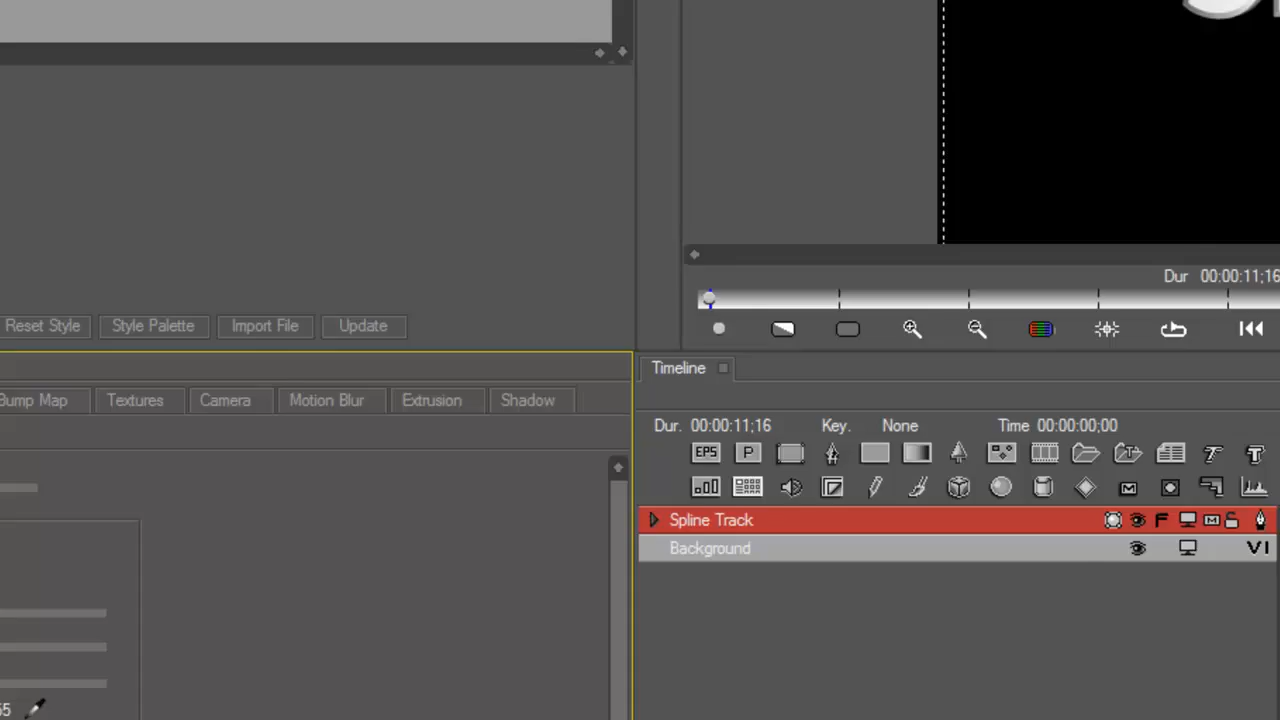 Dur 00:00:11;16
Reset Style Style Palette Import File Update
Timeline
Bump Map Textures Camera Motion Blur Extrusion Shadow
Dur. 00:00:11;16 Key. None Time 00:00:00;00
EPS P T T
M
Spline Track F M
Background VI
55